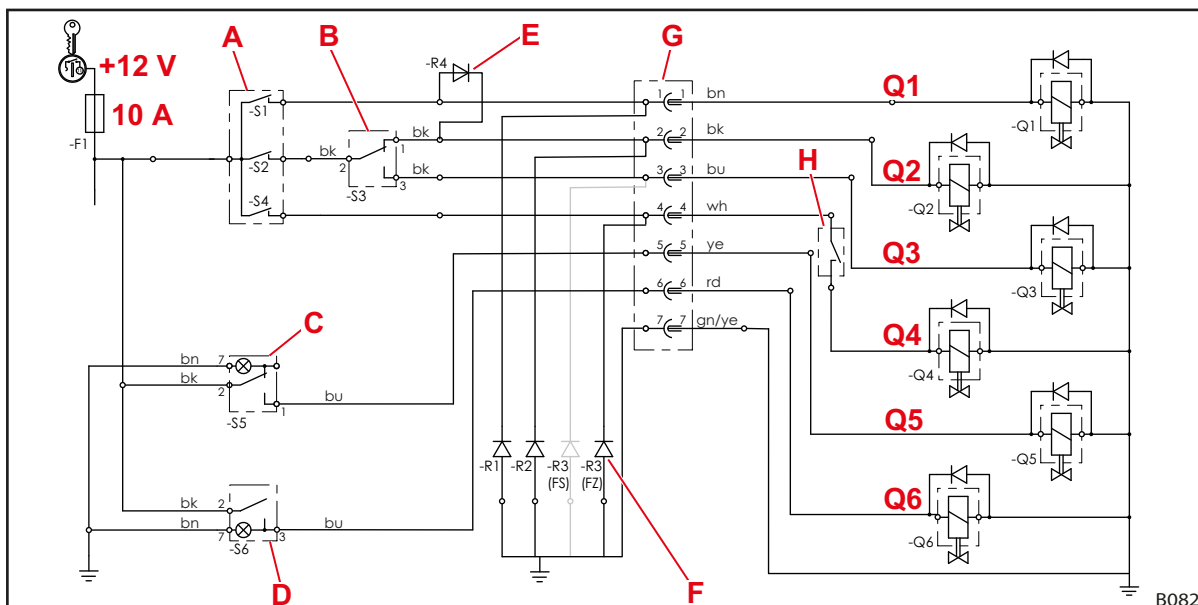 A
B
E
G
+12 V
10 A
-F1
-S1
-S2
-S4
bk
2
bk
1
bk
3
-S3
-R4
1 1
bn
2 2
bk
3 3
bu
4 4
wh
5 5
ye
6 6
rd
7 7
gn/ye
H
Q1
-Q1
Q2
-Q2
Q3
-Q3
Q4
-Q4
Q5
-Q5
Q6
-Q6
C
bn
7
bk
2
1
bu
-S5
bk
2
bn
7
3
bu
-S6
D
-R1
-R2
-R3
(FS)
-R3
(FZ)
F
B082